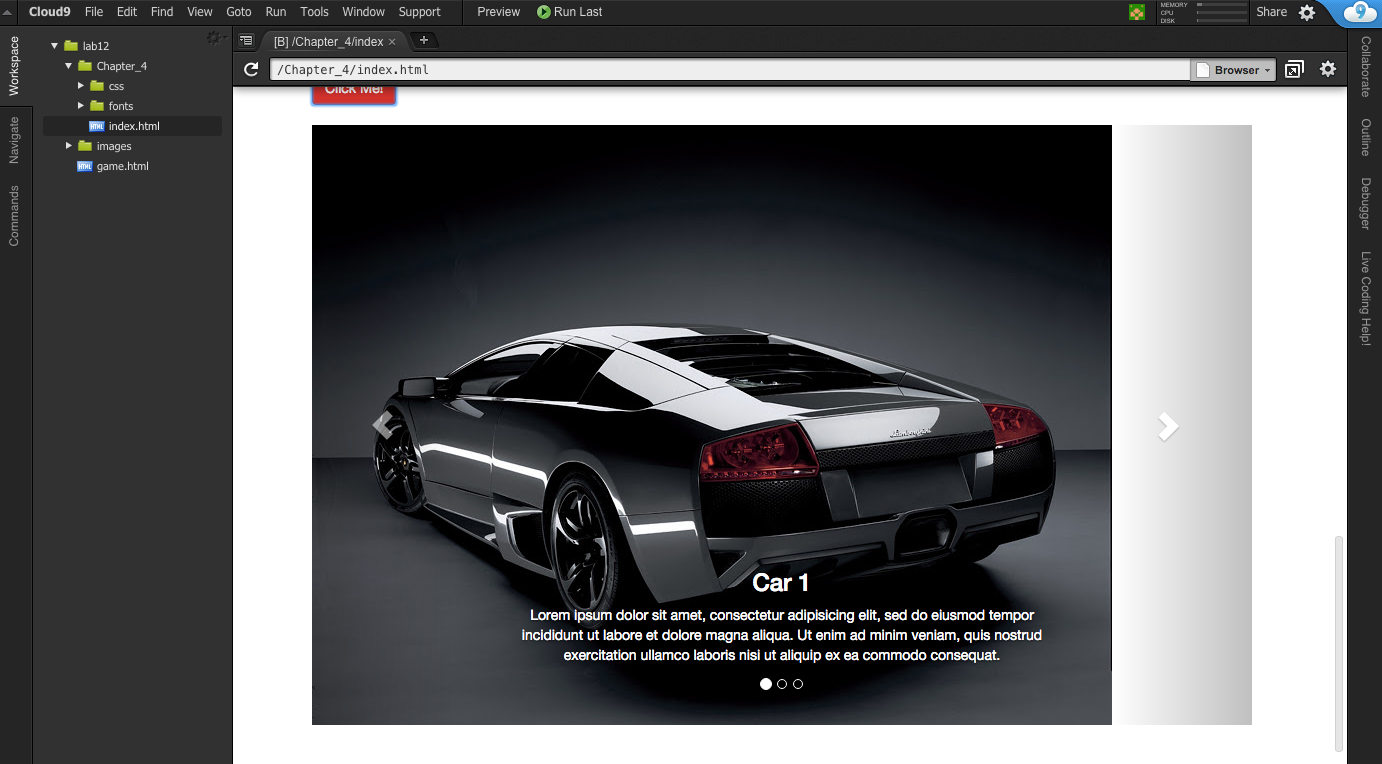 Cloud9 File Edit Find View Goto Run Tools Window Support Preview Run Last MEMORY CPU DISK Share 9
Workspace
Navigate
Commands
lab12
Chapter_4
css
fonts
HTML index.html
images
HTML game.html
[B] /Chapter_4/index
/Chapter_4/index.html Browser
Click Me!
Lamborghini
Car 1
Lorem ipsum dolor sit amet, consectetur adipisicing elit, sed do eiusmod tempor
incididunt ut labore et dolore magna aliqua. Ut enim ad minim veniam, quis nostrud
exercitation ullamco laboris nisi ut aliquip ex ea commodo consequat.
Collaborate
Outline
Debugger
Live Coding Help!